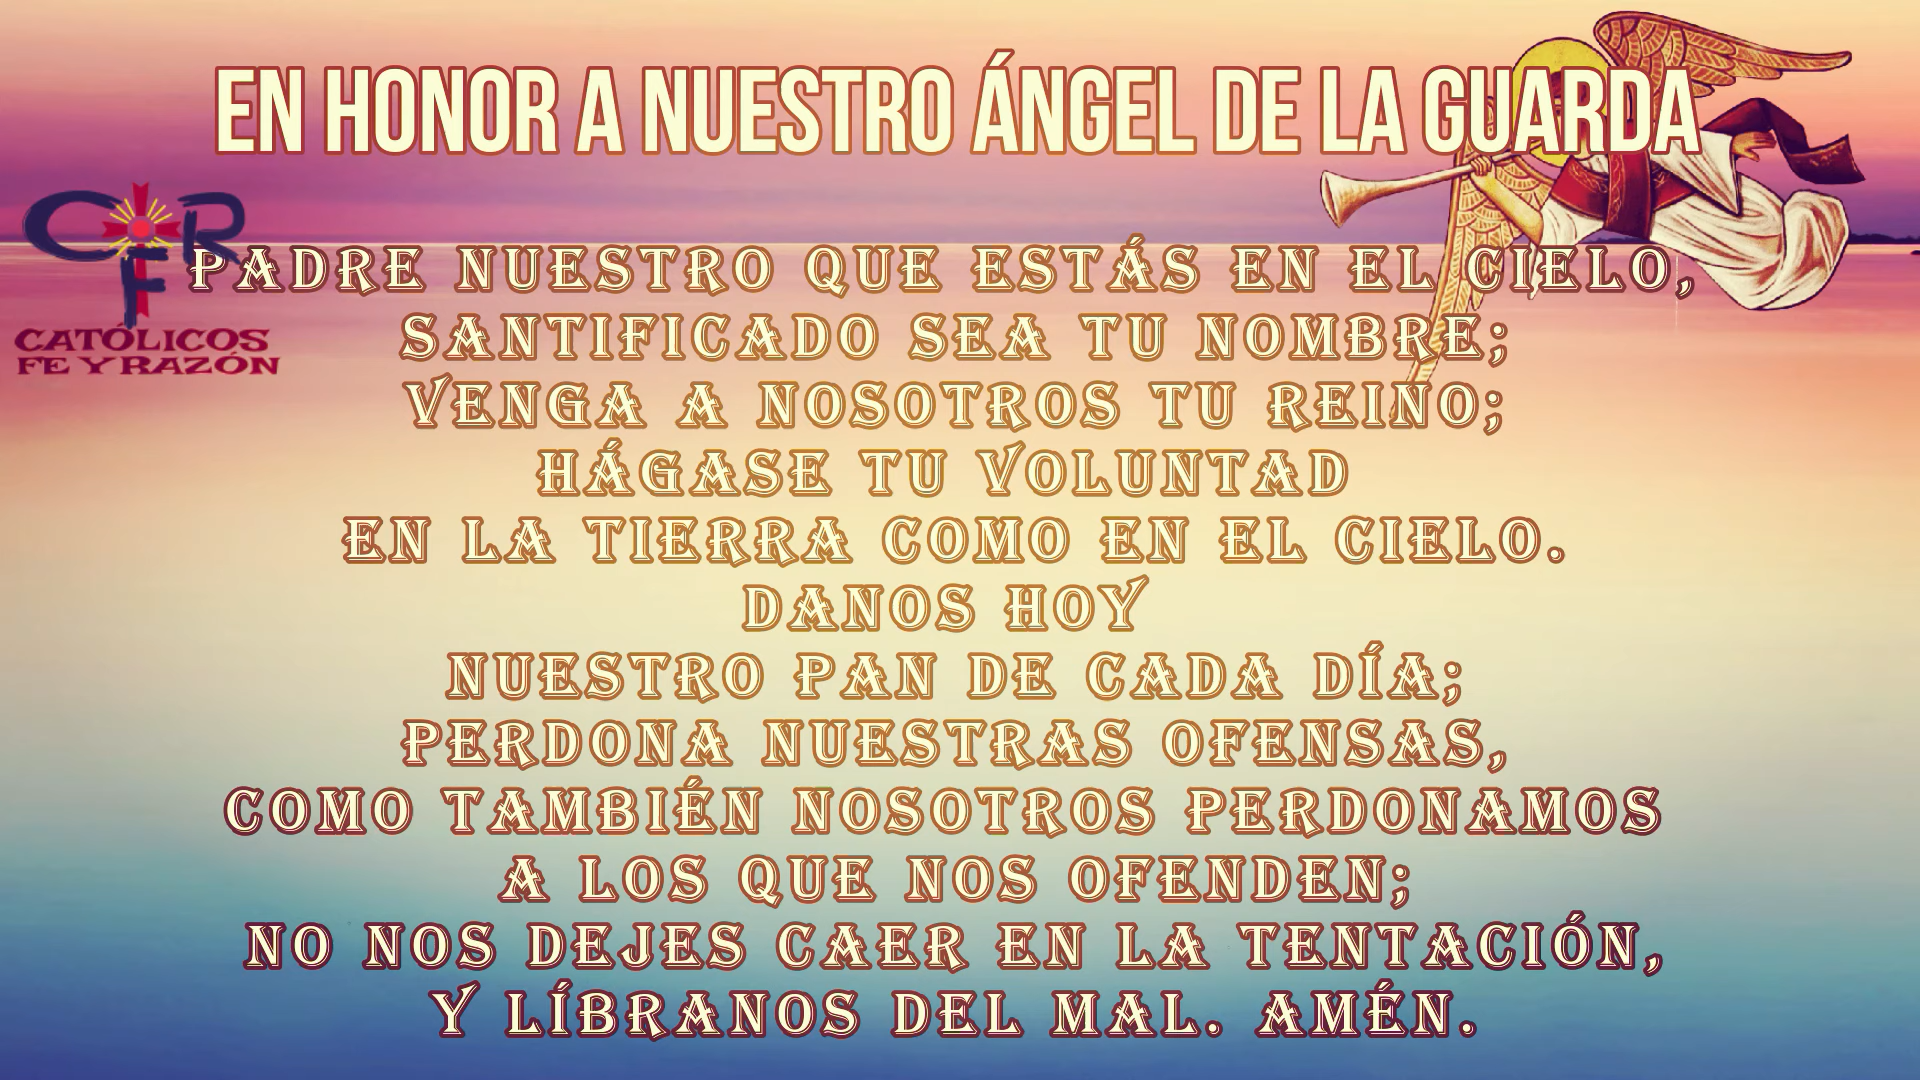 EN HONOR A NUESTRO ÁNGEL DE LA GUARDA
CFR
CATÓLICOS
FE Y RAZÓN
PADRE NUESTRO QUE ESTÁS EN EL CIELO,
SANTIFICADO SEA TU NOMBRE;
VENGA A NOSOTROS TU REINO;
HÁGASE TU VOLUNTAD
EN LA TIERRA COMO EN EL CIELO.
DANOS HOY
NUESTRO PAN DE CADA DÍA;
PERDONA NUESTRAS OFENSAS,
COMO TAMBIÉN NOSOTROS PERDONAMOS
A LOS QUE NOS OFENDEN;
NO NOS DEJES CAER EN LA TENTACIÓN,
Y LÍBRANOS DEL MAL. AMÉN.